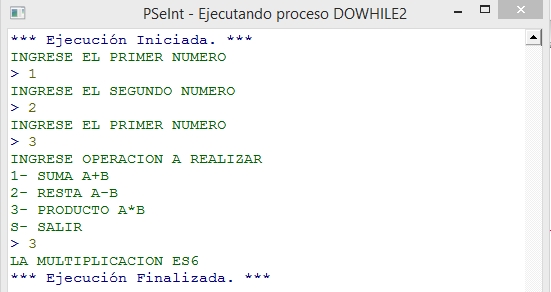 PSeInt - Ejecutando proceso DOWHILE2
*** Ejecución Iniciada. ***
INGRESE EL PRIMER NUMERO
> 1
INGRESE EL SEGUNDO NUMERO
> 2
INGRESE EL PRIMER NUMERO
> 3
INGRESE OPERACION A REALIZAR
1- SUMA A+B
2- RESTA A-B
3- PRODUCTO A*B
S- SALIR
> 3
LA MULTIPLICACION ES6
*** Ejecución Finalizada. ***